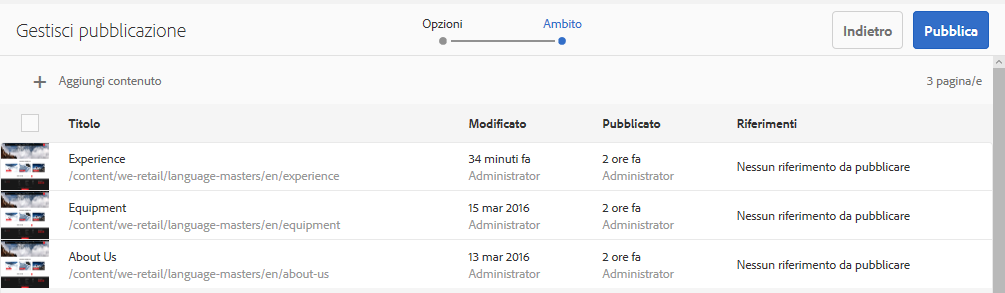 Gestisci pubblicazione
Opzioni
Ambito
Indietro
Pubblica
Aggiungi contenuto
3 pagina/e
Titolo Modificato Pubblicato Riferimenti
Experience 34 minuti fa 2 ore fa Nessun riferimento da pubblicare
/content/we-retail/language-masters/en/experience Administrator Administrator
Equipment 15 mar 2016 2 ore fa Nessun riferimento da pubblicare
/content/we-retail/language-masters/en/equipment Administrator Administrator
About Us 13 mar 2016 2 ore fa Nessun riferimento da pubblicare
/content/we-retail/language-masters/en/about-us Administrator Administrator